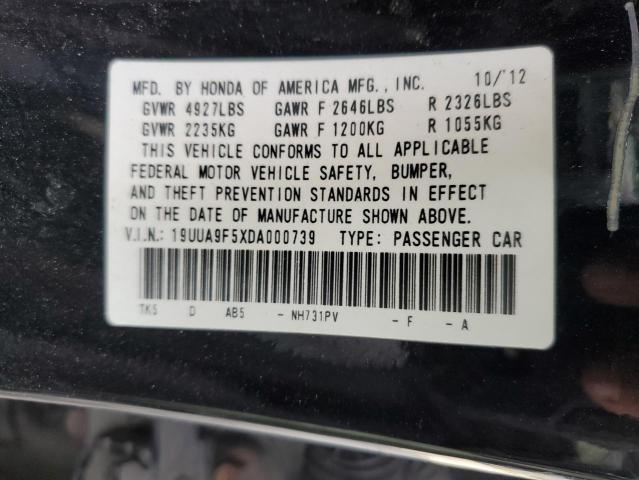 MFD. BY HONDA OF AMERICA MFG., INC. 10/'12
GVWR 4927LBS GAWR F 2646LBS R 2326LBS
GVWR 2235KG GAWR F 1200KG R 1055KG
THIS VEHICLE CONFORMS TO ALL APPLICABLE
FEDERAL MOTOR VEHICLE SAFETY, BUMPER,
AND THEFT PREVENTION STANDARDS IN EFFECT
ON THE DATE OF MANUFACTURE SHOWN ABOVE.
V.I.N.: 19UUA9F5XDA000739 TYPE: PASSENGER CAR
TK5 D AB5 - NH731PV - F - A